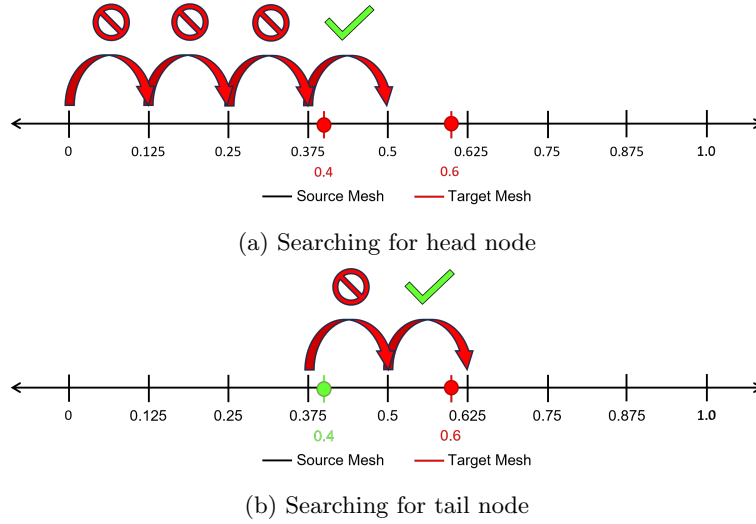 0 0.125 0.25 0.375 0.5 0.625 0.75 0.875 1.0
0.4 0.6
Source Mesh Target Mesh
(a) Searching for head node
0 0.125 0.25 0.375 0.5 0.625 0.75 0.875 1.0
0.4 0.6
Source Mesh Target Mesh
(b) Searching for tail node